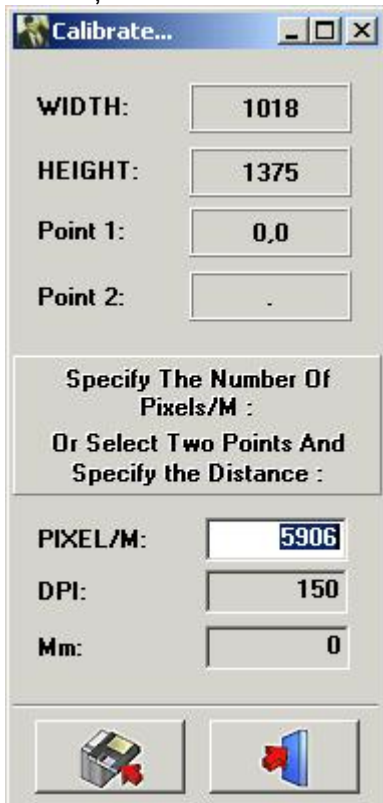 Calibrate...
WIDTH: 1018
HEIGHT: 1375
Point 1: 0,0
Point 2: .
Specify The Number Of
Pixels/M :
Or Select Two Points And
Specify the Distance :
PIXEL/M: 5906
DPI: 150
Mm: 0